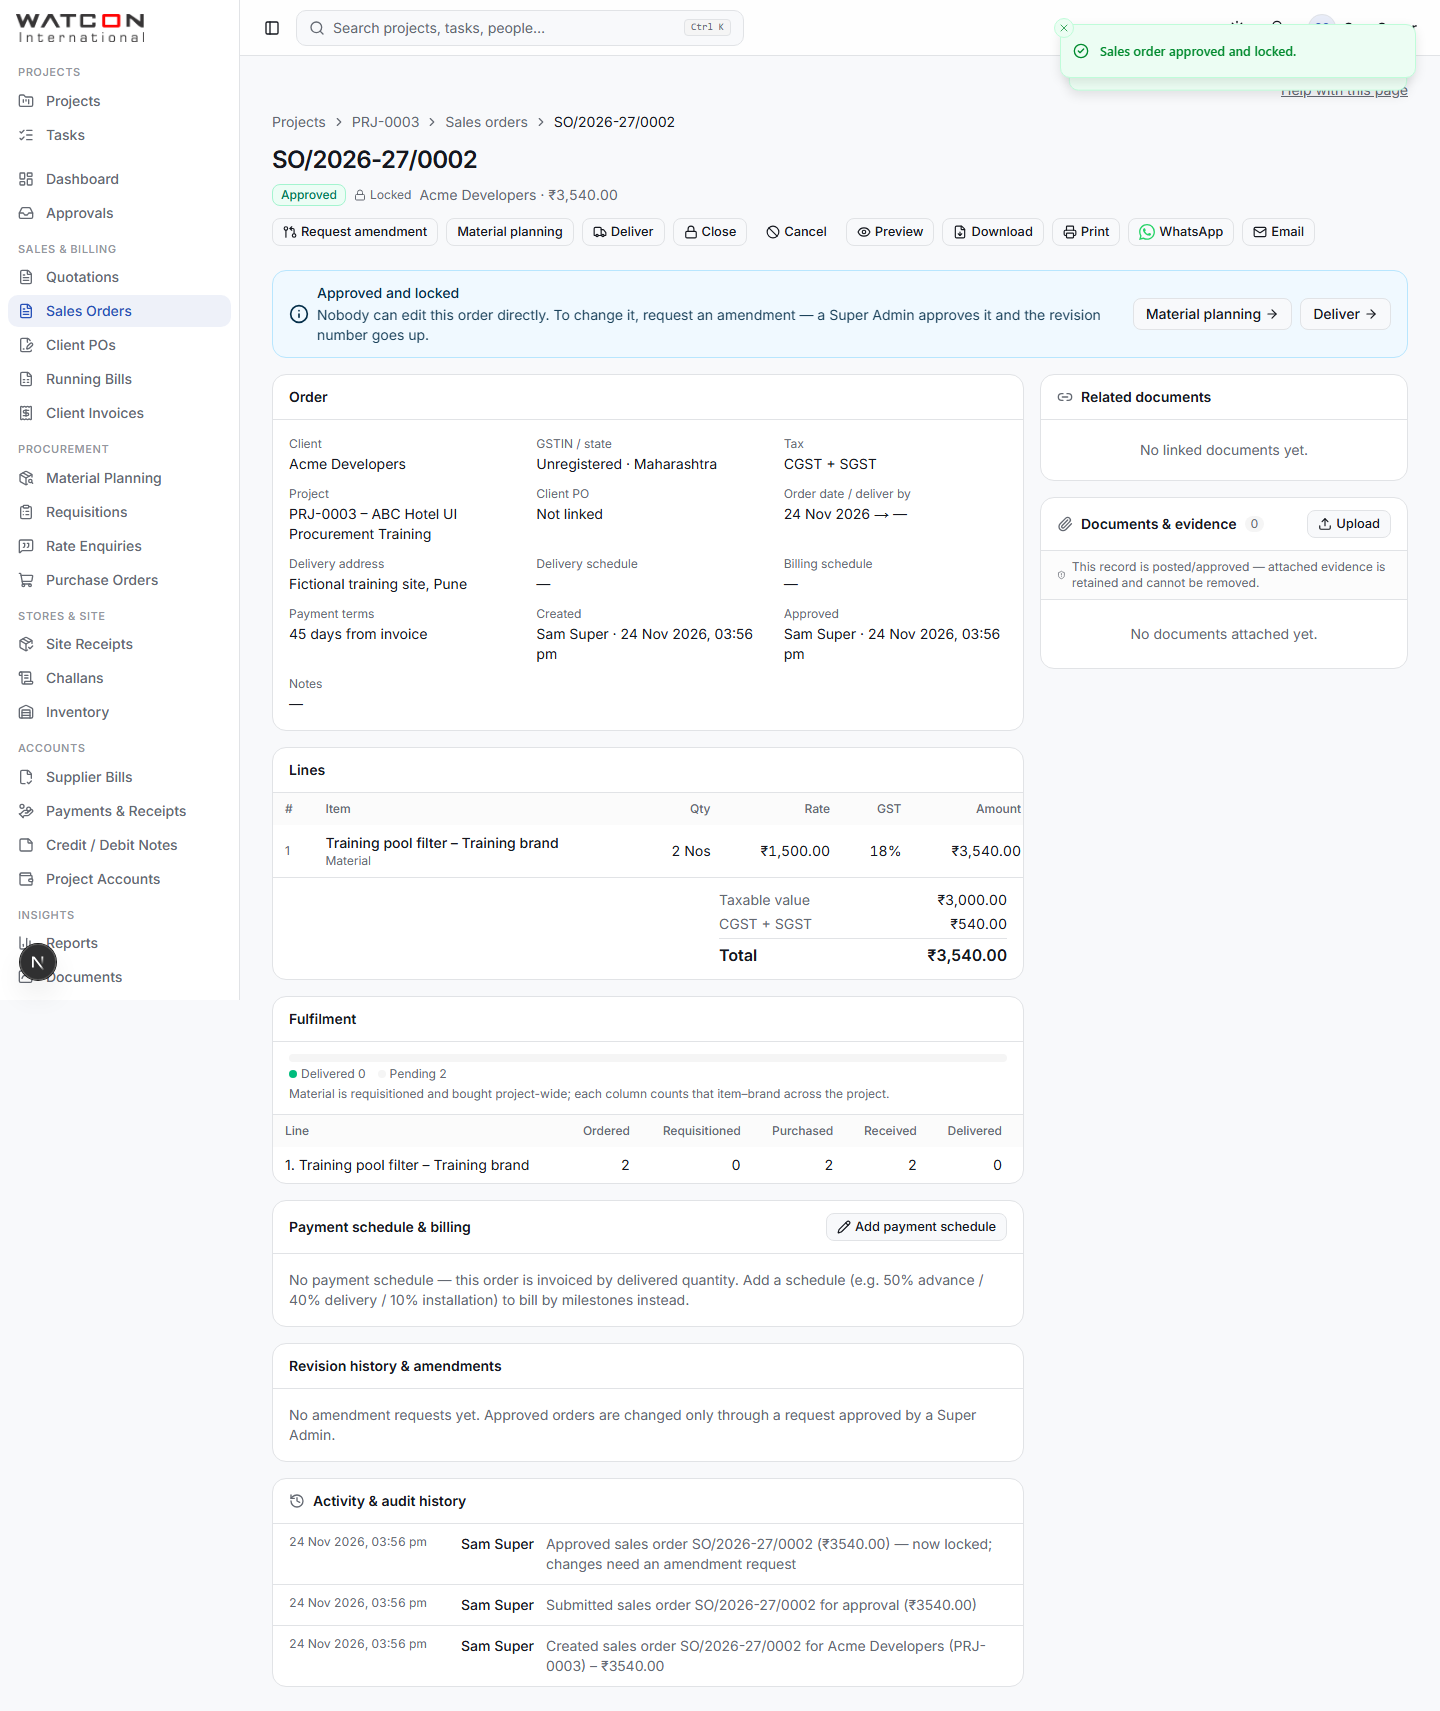 WATCON
International
PROJECTS
Projects
Tasks
Dashboard
Approvals
SALES & BILLING
Quotations
Sales Orders
Client POs
Running Bills
Client Invoices
PROCUREMENT
Material Planning
Requisitions
Rate Enquiries
Purchase Orders
STORES & SITE
Site Receipts
Challans
Inventory
ACCOUNTS
Supplier Bills
Payments & Receipts
Credit / Debit Notes
Project Accounts
INSIGHTS
Reports
Documents
N
Search projects, tasks, people...
Ctrl K
Sales order approved and locked.
Help with this page
Projects > PRJ-0003 > Sales orders > SO/2026-27/0002
SO/2026-27/0002
Approved Locked Acme Developers · ₹3,540.00
Request amendment Material planning Deliver Close Cancel Preview Download Print WhatsApp Email
Approved and locked
Nobody can edit this order directly. To change it, request an amendment — a Super Admin approves it and the revision
number goes up.
Material planning → Deliver →
Order
Client GSTIN / state Tax
Acme Developers Unregistered · Maharashtra CGST + SGST
Project Client PO Order date / deliver by
PRJ-0003 – ABC Hotel UI Not linked 24 Nov 2026 → —
Procurement Training
Delivery address Delivery schedule Billing schedule
Fictional training site, Pune — —
Payment terms Created Approved
45 days from invoice Sam Super · 24 Nov 2026, 03:56 Sam Super · 24 Nov 2026, 03:56
pm pm
Notes
—
Related documents
No linked documents yet.
Documents & evidence 0 Upload
This record is posted/approved — attached evidence is
retained and cannot be removed.
No documents attached yet.
Lines
# Item Qty Rate GST Amount
1 Training pool filter – Training brand 2 Nos ₹1,500.00 18% ₹3,540.00
Material
Taxable value ₹3,000.00
CGST + SGST ₹540.00
Total ₹3,540.00
Fulfilment
Delivered 0 Pending 2
Material is requisitioned and bought project-wide; each column counts that item–brand across the project.
Line Ordered Requisitioned Purchased Received Delivered
1. Training pool filter – Training brand 2 0 2 2 0
Payment schedule & billing Add payment schedule
No payment schedule — this order is invoiced by delivered quantity. Add a schedule (e.g. 50% advance /
40% delivery / 10% installation) to bill by milestones instead.
Revision history & amendments
No amendment requests yet. Approved orders are changed only through a request approved by a Super
Admin.
Activity & audit history
24 Nov 2026, 03:56 pm Sam Super Approved sales order SO/2026-27/0002 (₹3540.00) — now locked;
changes need an amendment request
24 Nov 2026, 03:56 pm Sam Super Submitted sales order SO/2026-27/0002 for approval (₹3540.00)
24 Nov 2026, 03:56 pm Sam Super Created sales order SO/2026-27/0002 for Acme Developers (PRJ-
0003) – ₹3540.00